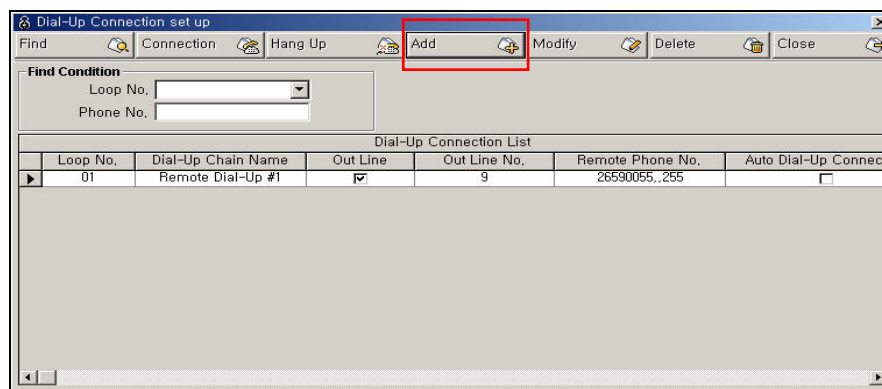 Dial-Up Connection set up
Find Connection Hang Up Add Modify Delete Close
Find Condition
Loop No.
Phone No.
Dial-Up Connection List
Loop No. Dial-Up Chain Name Out Line Out Line No. Remote Phone No. Auto Dial-Up Connec
01 Remote Dial-Up #1 9 26590055,,255